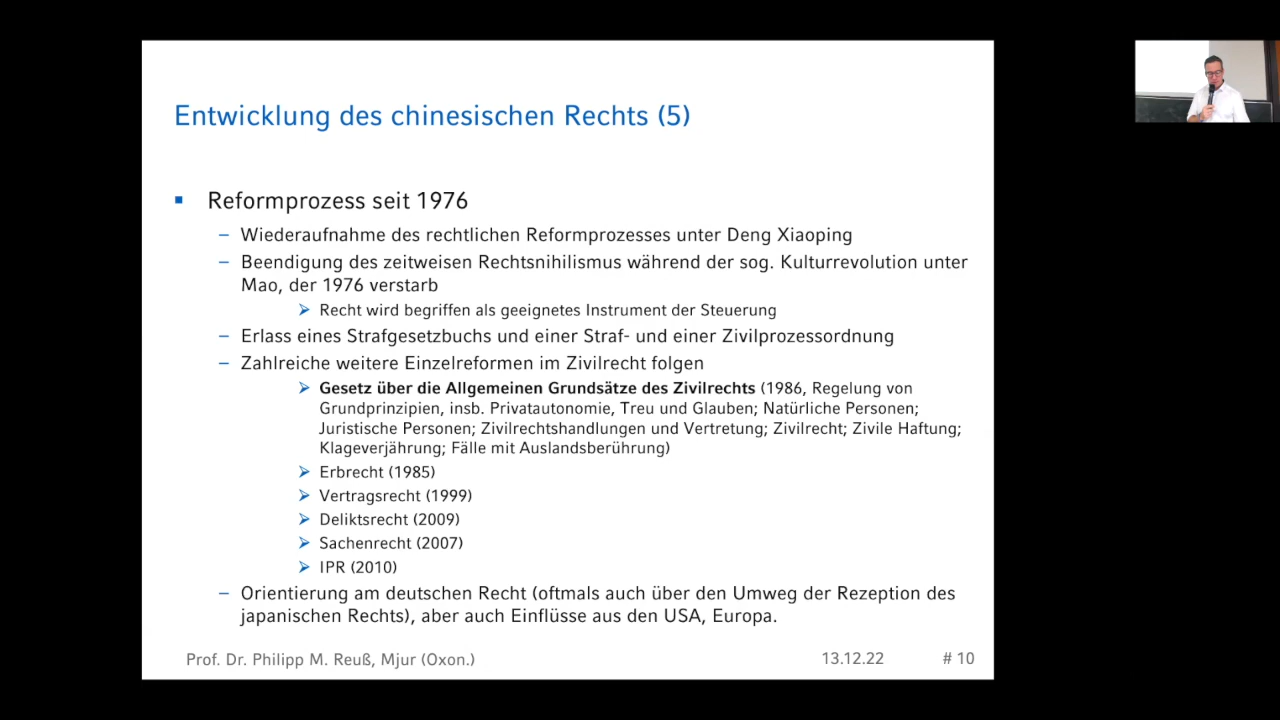 Entwicklung des chinesischen Rechts (5)
▪ Reformprozess seit 1976
– Wiederaufnahme des rechtlichen Reformprozesses unter Deng Xiaoping
– Beendigung des zeitweisen Rechtsnihilismus während der sog. Kulturrevolution unter
Mao, der 1976 verstarb
➢ Recht wird begriffen als geeignetes Instrument der Steuerung
– Erlass eines Strafgesetzbuchs und einer Straf- und einer Zivilprozessordnung
– Zahlreiche weitere Einzelreformen im Zivilrecht folgen
➢ Gesetz über die Allgemeinen Grundsätze des Zivilrechts (1986, Regelung von
Grundprinzipien, insb. Privatautonomie, Treu und Glauben; Natürliche Personen;
Juristische Personen; Zivilrechtshandlungen und Vertretung; Zivilrecht; Zivile Haftung;
Klageverjährung; Fälle mit Auslandsberührung)
➢ Erbrecht (1985)
➢ Vertragsrecht (1999)
➢ Deliktsrecht (2009)
➢ Sachenrecht (2007)
➢ IPR (2010)
– Orientierung am deutschen Recht (oftmals auch über den Umweg der Rezeption des
japanischen Rechts), aber auch Einflüsse aus den USA, Europa.
Prof. Dr. Philipp M. Reuß, Mjur (Oxon.) 13.12.22 # 10